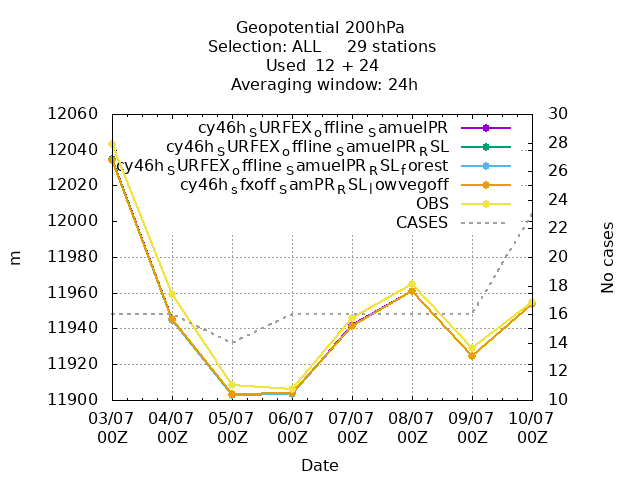 Geopotential 200hPa
Selection: ALL 29 stations
Used 12 + 24
Averaging window: 24h
cy46h_SURFEX_offline_SamuelPR
cy46h_SURFEX_offline_SamuelPR_RSL
cy46h_SURFEX_offline_SamuelPR_RSL_forest
cy46h_sfxoff_SamPR_RSL_lowvegoff
OBS
CASES
12060
12040
12020
12000
11980
11960
11940
11920
11900
m
30
28
26
24
22
20
18
16
14
12
10
No cases
03/07 04/07 05/07 06/07 07/07 08/07 09/07 10/07
00Z 00Z 00Z 00Z 00Z 00Z 00Z 00Z
Date